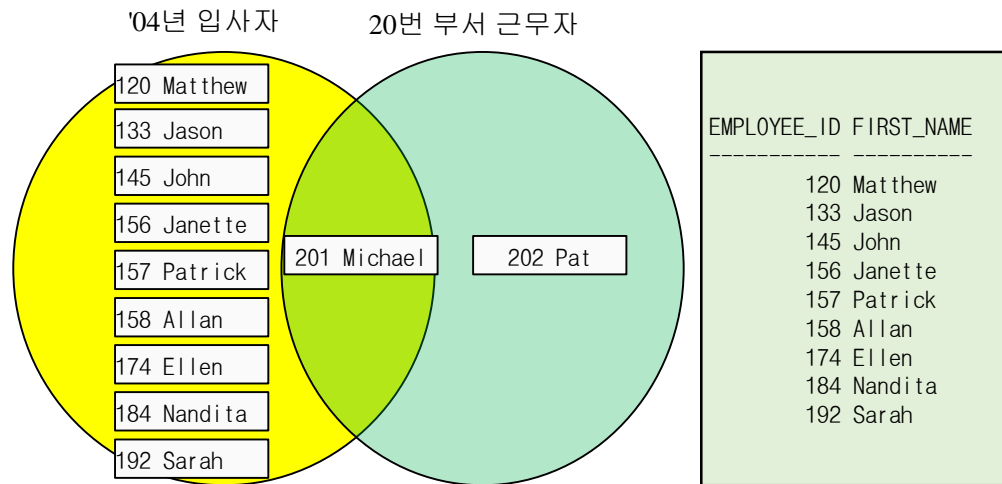 '04년 입사자
20번 부서 근무자
120 Matthew
133 Jason
145 John
156 Janette
157 Patrick
158 Allan
174 Ellen
184 Nandita
192 Sarah
201 Michael
202 Pat
EMPLOYEE_ID FIRST_NAME
----------- ----------
120 Matthew
133 Jason
145 John
156 Janette
157 Patrick
158 Allan
174 Ellen
184 Nandita
192 Sarah